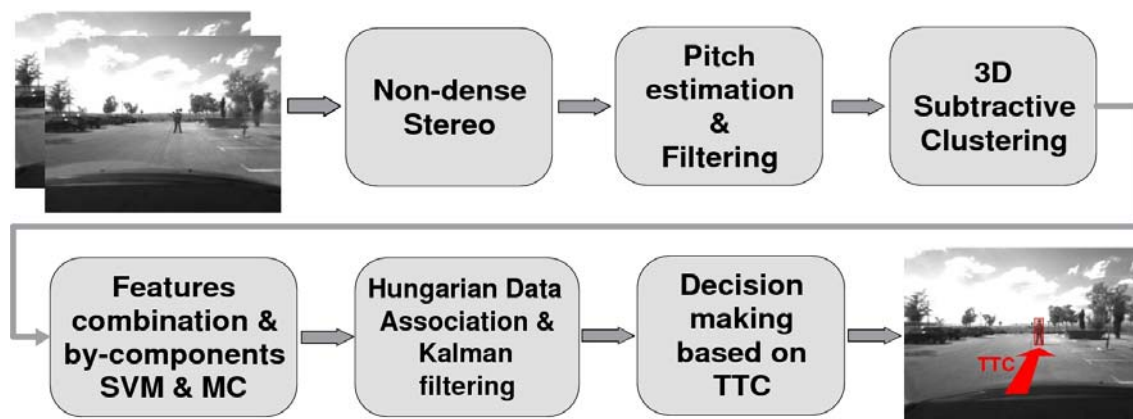 Non-dense
Stereo
Pitch
estimation
&
Filtering
3D
Subtractive
Clustering
Features
combination &
by-components
SVM & MC
Hungarian Data
Association &
Kalman
filtering
Decision
making
based on
TTC
TTC